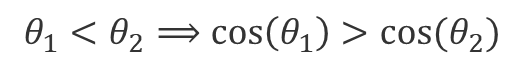 θ₁ < θ₂ ⟹ cos(θ₁) > cos(θ₂)